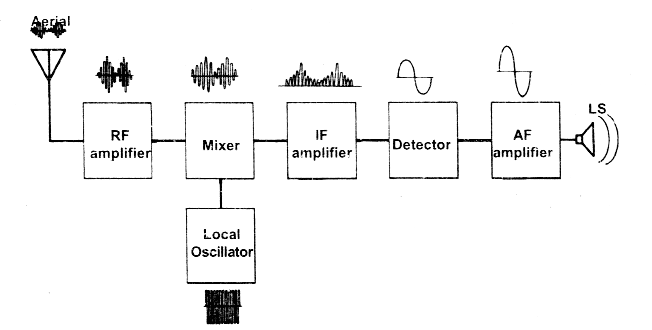 Aerial
RF
amplifier
Mixer
IF
amplifier
Detector
AF
amplifier
LS
Local
Oscillator